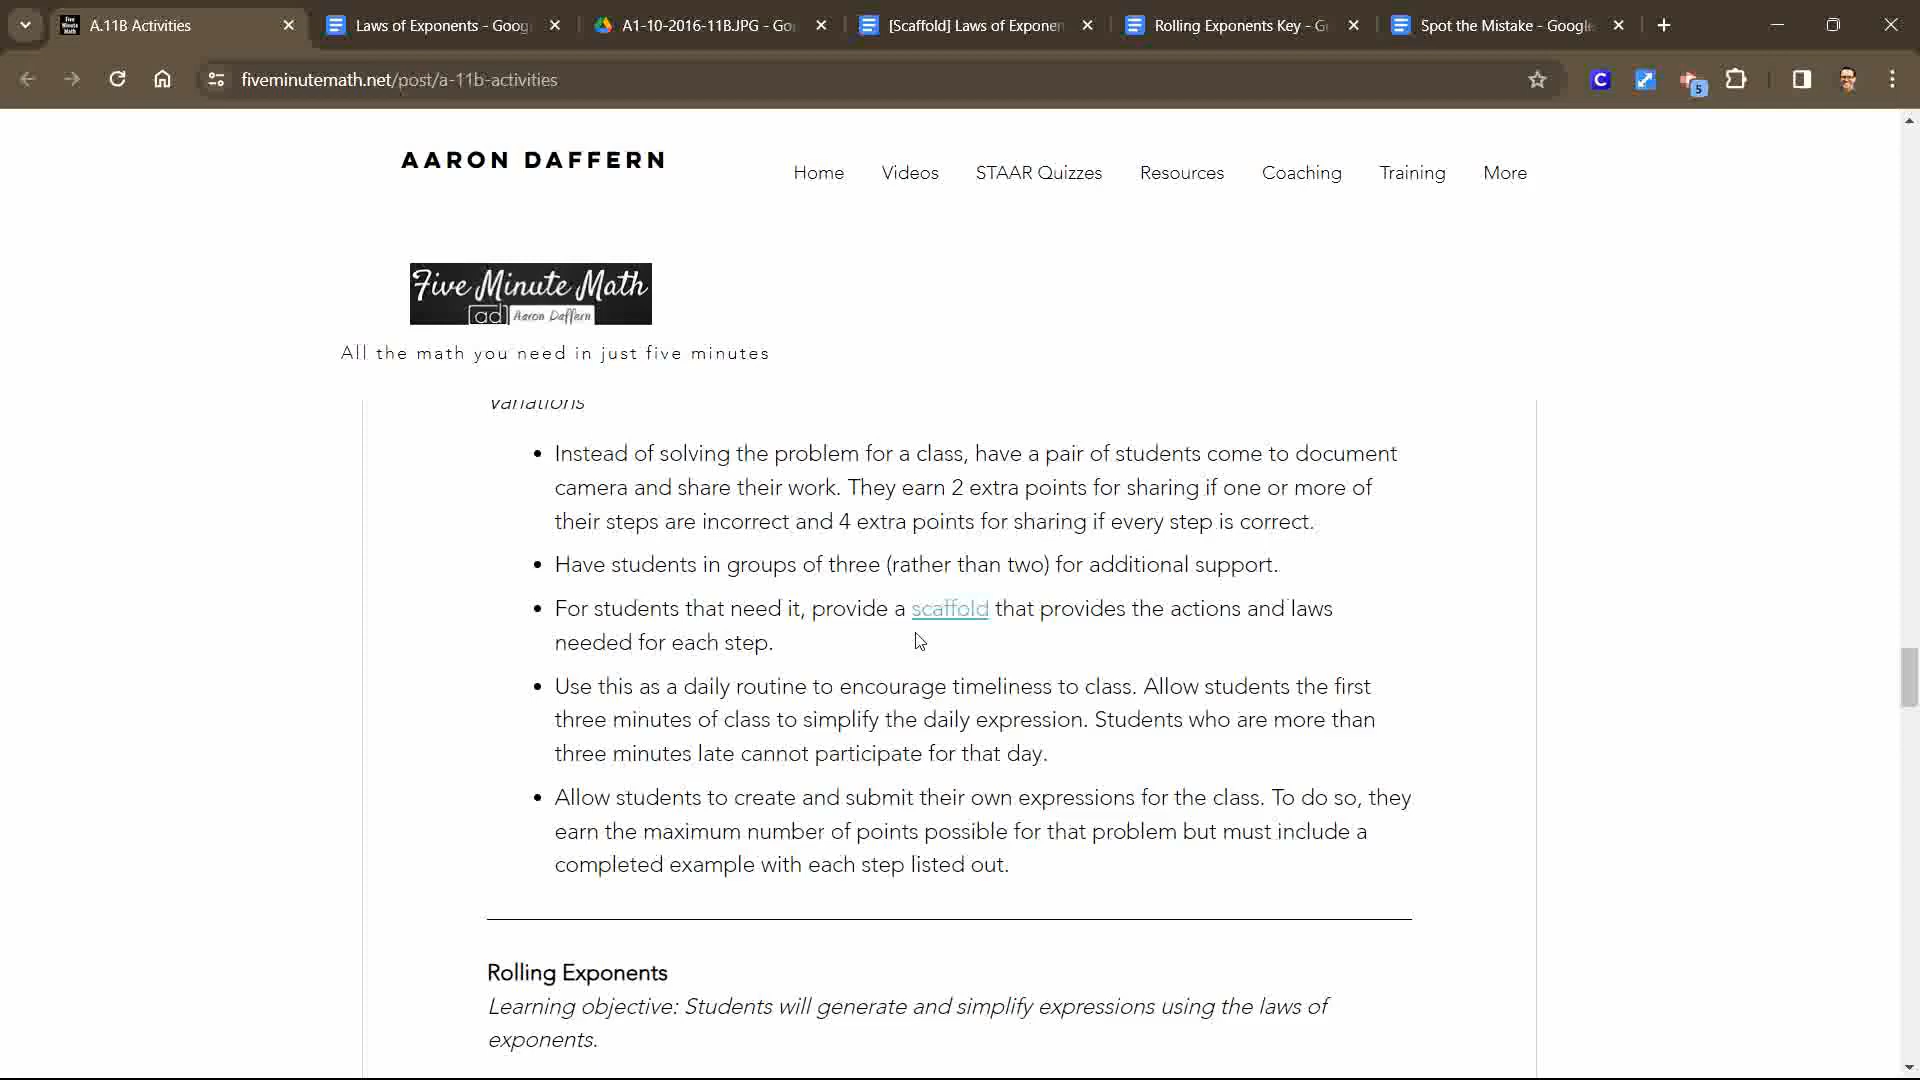 A.11B Activities
Laws of Exponents - Goog
A1-10-2016-11B.JPG - Go
[Scaffold] Laws of Exponen
Rolling Exponents Key - G
Spot the Mistake - Google
fiveminutemath.net/post/a-11b-activities
C
5
AARON DAFFERN
Home
Videos
STAAR Quizzes
Resources
Coaching
Training
More
Five Minute Math
ad Aaron Daffern
All the math you need in just five minutes
Variations
• Instead of solving the problem for a class, have a pair of students come to document
camera and share their work. They earn 2 extra points for sharing if one or more of
their steps are incorrect and 4 extra points for sharing if every step is correct.
• Have students in groups of three (rather than two) for additional support.
• For students that need it, provide a scaffold that provides the actions and laws
needed for each step.
• Use this as a daily routine to encourage timeliness to class. Allow students the first
three minutes of class to simplify the daily expression. Students who are more than
three minutes late cannot participate for that day.
• Allow students to create and submit their own expressions for the class. To do so, they
earn the maximum number of points possible for that problem but must include a
completed example with each step listed out.
Rolling Exponents
Learning objective: Students will generate and simplify expressions using the laws of
exponents.